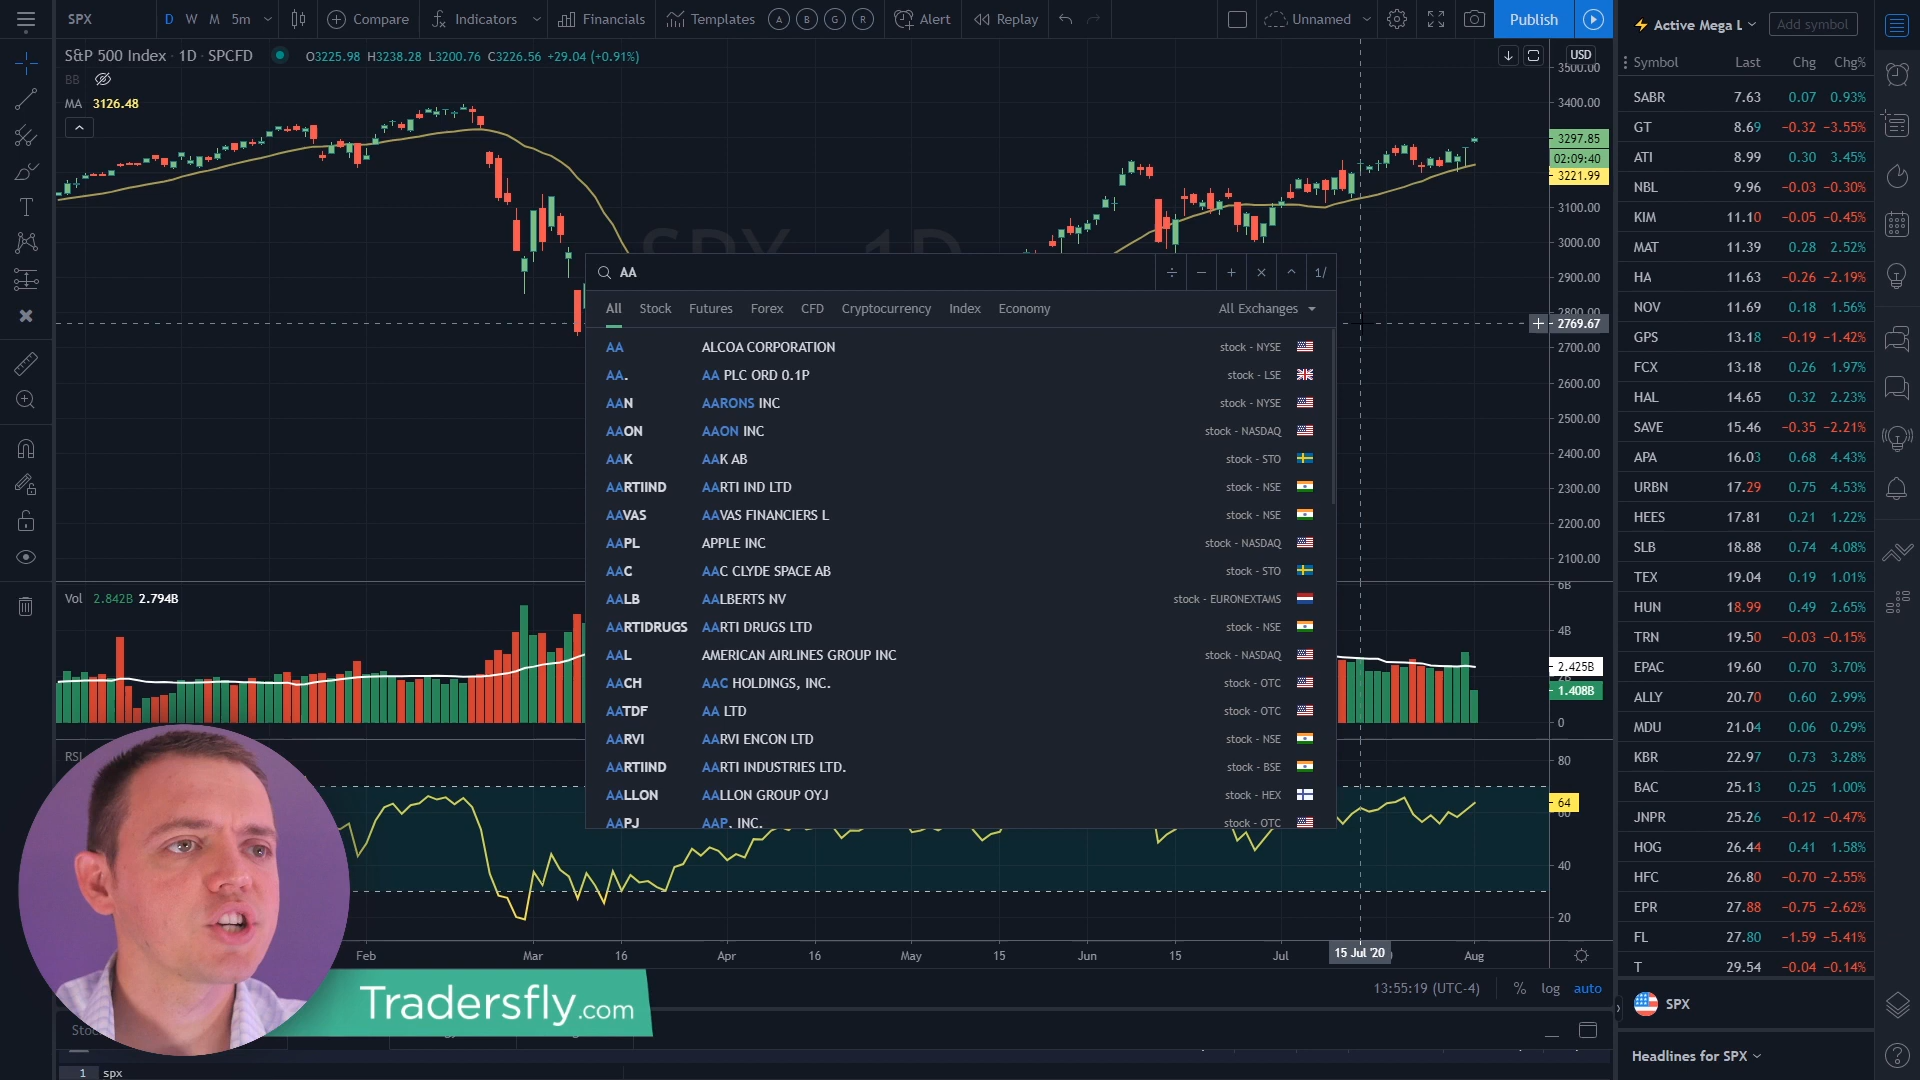 SPX D W M 5m Compare Indicators Financials Templates A B G R Alert Replay Unnamed Publish
S&P 500 Index · 1D · SPCFD O3225.98 H3238.28 L3200.76 C3226.56 +29.04 (+0.91%)
BB
MA 3126.48
SPX, 1D
USD
3500.00
3400.00
3297.85
02:09:40
3221.99
3100.00
3000.00
2900.00
2800.00
2769.67
2700.00
2600.00
2500.00
2400.00
2300.00
2200.00
2100.00
AA ÷ − + × ^ 1/
All Stock Futures Forex CFD Cryptocurrency Index Economy All Exchanges
AA ALCOA CORPORATION stock - NYSE
AA. AA PLC ORD 0.1P stock - LSE
AAN AARONS INC stock - NYSE
AAON AAON INC stock - NASDAQ
AAK AAK AB stock - STO
AARTIIND AARTI IND LTD stock - NSE
AAVAS AAVAS FINANCIERS L stock - NSE
AAPL APPLE INC stock - NASDAQ
AAC AAC CLYDE SPACE AB stock - STO
AALB AALBERTS NV stock - EURONEXTAMS
AARTIDRUGS AARTI DRUGS LTD stock - NSE
AAL AMERICAN AIRLINES GROUP INC stock - NASDAQ
AACH AAC HOLDINGS, INC. stock - OTC
AATDF AA LTD stock - OTC
AARVI AARVI ENCON LTD stock - NSE
AARTIIND AARTI INDUSTRIES LTD. stock - BSE
AALLON AALLON GROUP OYJ stock - HEX
AAPJ AAP, INC. stock - OTC
Vol 2.842B 2.794B
6B
4B
2.425B
1.408B
0
RSI
80
64
60
40
20
Feb Mar 16 Apr 16 May 15 Jun 15 Jul 15 Jul '20 Aug
13:55:19 (UTC-4) % log auto
Tradersfly.com
1 spx
Active Mega L Add symbol
Symbol Last Chg Chg%
SABR 7.63 0.07 0.93%
GT 8.69 −0.32 −3.55%
ATI 8.99 0.30 3.45%
NBL 9.96 −0.03 −0.30%
KIM 11.10 −0.05 −0.45%
MAT 11.39 0.28 2.52%
HA 11.63 −0.26 −2.19%
NOV 11.69 0.18 1.56%
GPS 13.18 −0.19 −1.42%
FCX 13.18 0.26 1.97%
HAL 14.65 0.32 2.23%
SAVE 15.46 −0.35 −2.21%
APA 16.03 0.68 4.43%
URBN 17.29 0.75 4.53%
HEES 17.81 0.21 1.22%
SLB 18.88 0.74 4.08%
TEX 19.04 0.19 1.01%
HUN 18.99 0.49 2.65%
TRN 19.50 −0.03 −0.15%
EPAC 19.60 0.70 3.70%
ALLY 20.70 0.60 2.99%
MDU 21.04 0.06 0.29%
KBR 22.97 0.73 3.28%
BAC 25.13 0.25 1.00%
JNPR 25.26 −0.12 −0.47%
HOG 26.44 0.41 1.58%
HFC 26.80 −0.70 −2.55%
EPR 27.88 −0.75 −2.62%
FL 27.80 −1.59 −5.41%
T 29.54 −0.04 −0.14%
SPX
Headlines for SPX